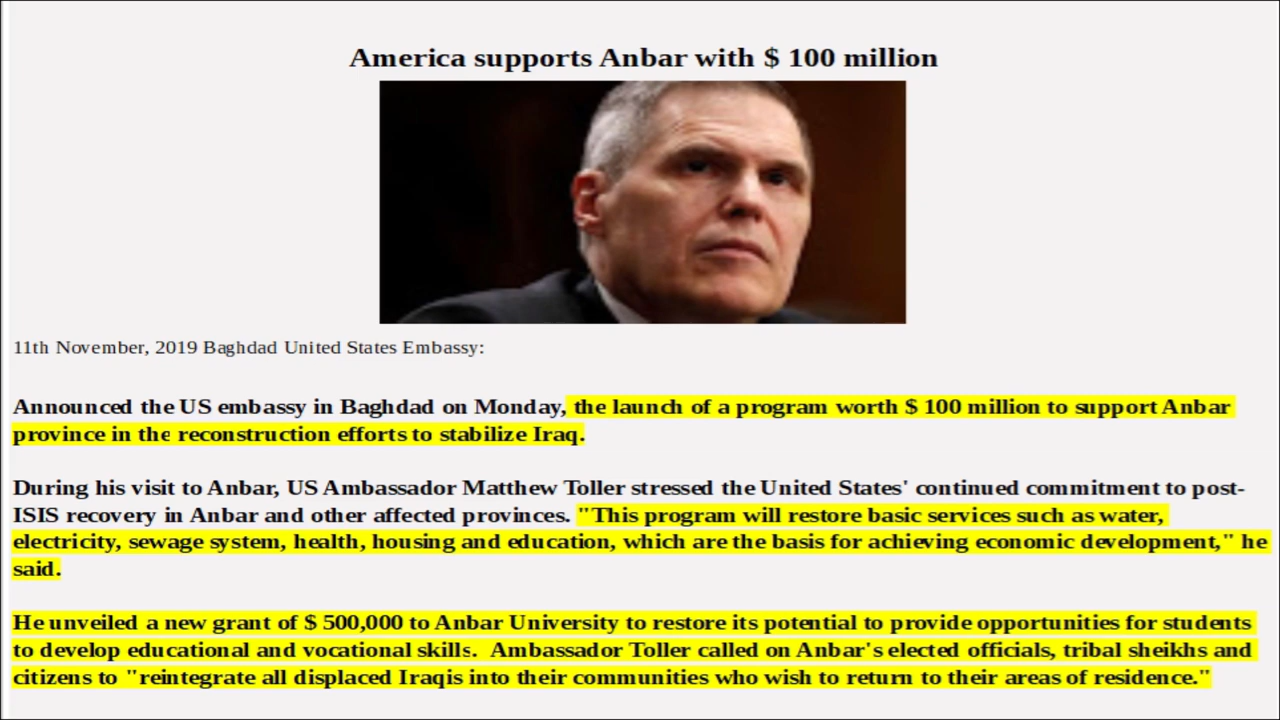 America supports Anbar with $ 100 million
11th November, 2019 Baghdad United States Embassy:
Announced the US embassy in Baghdad on Monday, the launch of a program worth $ 100 million to support Anbar
province in the reconstruction efforts to stabilize Iraq.
During his visit to Anbar, US Ambassador Matthew Toller stressed the United States' continued commitment to post-
ISIS recovery in Anbar and other affected provinces. "This program will restore basic services such as water,
electricity, sewage system, health, housing and education, which are the basis for achieving economic development," he
said.
He unveiled a new grant of $ 500,000 to Anbar University to restore its potential to provide opportunities for students
to develop educational and vocational skills.  Ambassador Toller called on Anbar's elected officials, tribal sheikhs and
citizens to "reintegrate all displaced Iraqis into their communities who wish to return to their areas of residence."